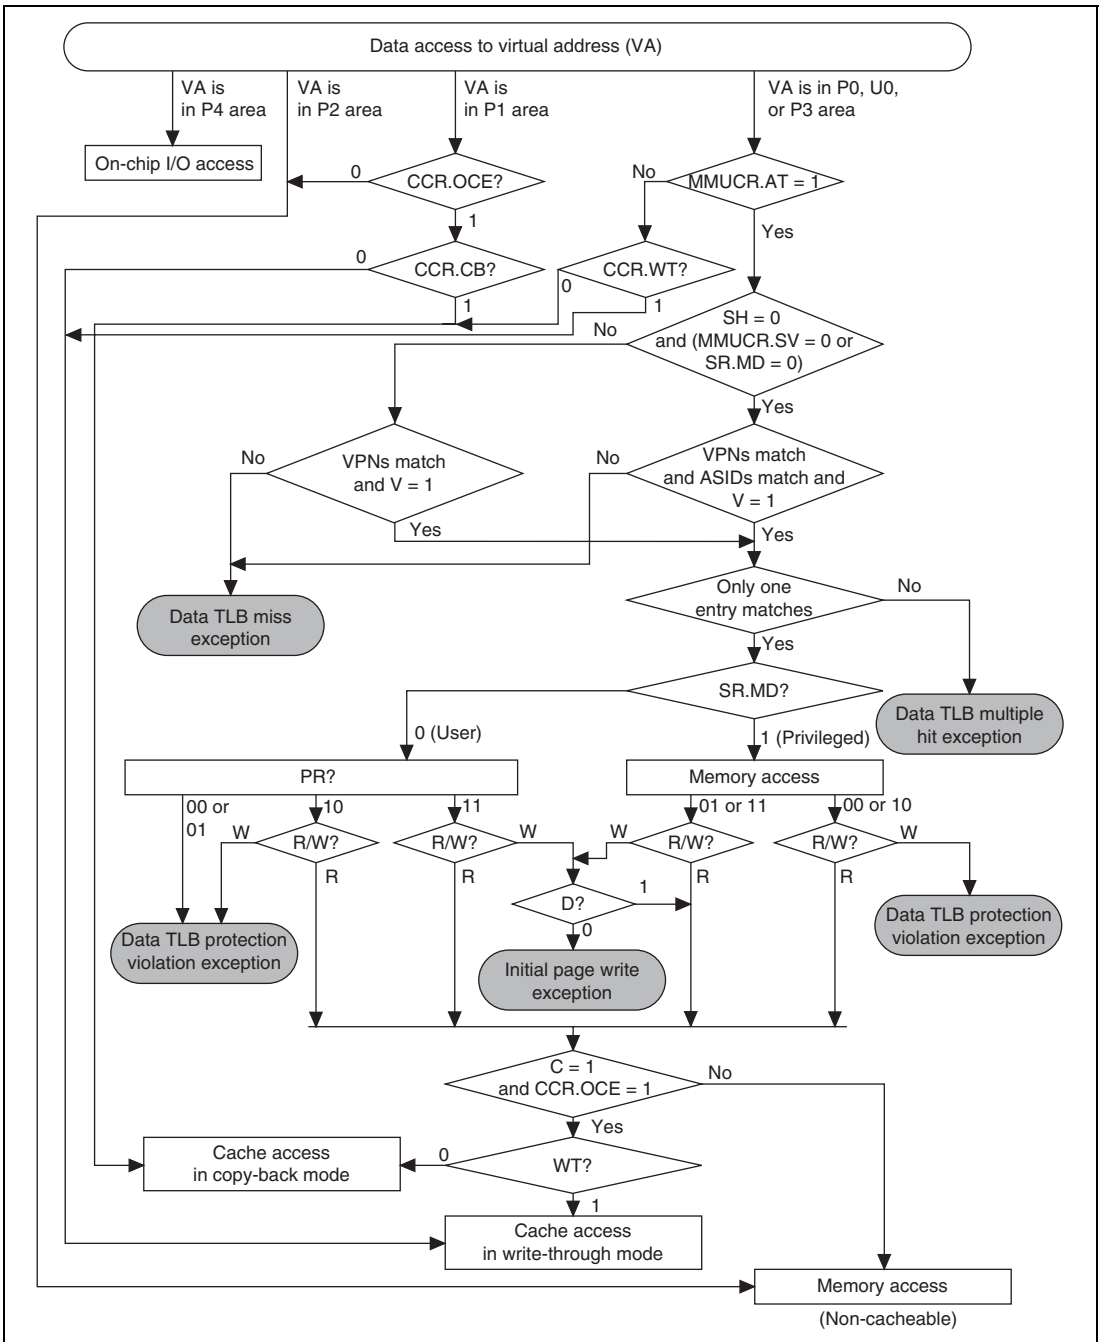 Data access to virtual address (VA)
VA is
in P4 area
VA is
in P2 area
VA is
in P1 area
VA is in P0, U0,
or P3 area
On-chip I/O access
0
CCR.OCE?
No
MMUCR.AT = 1
1
Yes
0
CCR.CB?
CCR.WT?
0
1
1
SH = 0
and (MMUCR.SV = 0 or
SR.MD = 0)
No
Yes
No
VPNs match
and V = 1
No
VPNs match
and ASIDs match and
V = 1
Yes
Yes
Data TLB miss
exception
Only one
entry matches
No
Yes
SR.MD?
Data TLB multiple
hit exception
0 (User)
1 (Privileged)
PR?
Memory access
00 or
01
10
11
01 or 11
00 or 10
W
R/W?
R/W?
W
W
R/W?
R/W?
W
R
R
R
R
D?
1
0
Data TLB protection
violation exception
Initial page write
exception
Data TLB protection
violation exception
C = 1
and CCR.OCE = 1
No
Yes
Cache access
in copy-back mode
0
WT?
1
Cache access
in write-through mode
Memory access
(Non-cacheable)